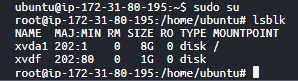 ubuntu@ip-172-31-80-195:~$ sudo su
root@ip-172-31-80-195:/home/ubuntu# lsblk
NAME  MAJ:MIN RM SIZE RO TYPE MOUNTPOINT
xvda1 202:1    0   8G  0 disk /
xvdf  202:80   0   1G  0 disk
root@ip-172-31-80-195:/home/ubuntu#